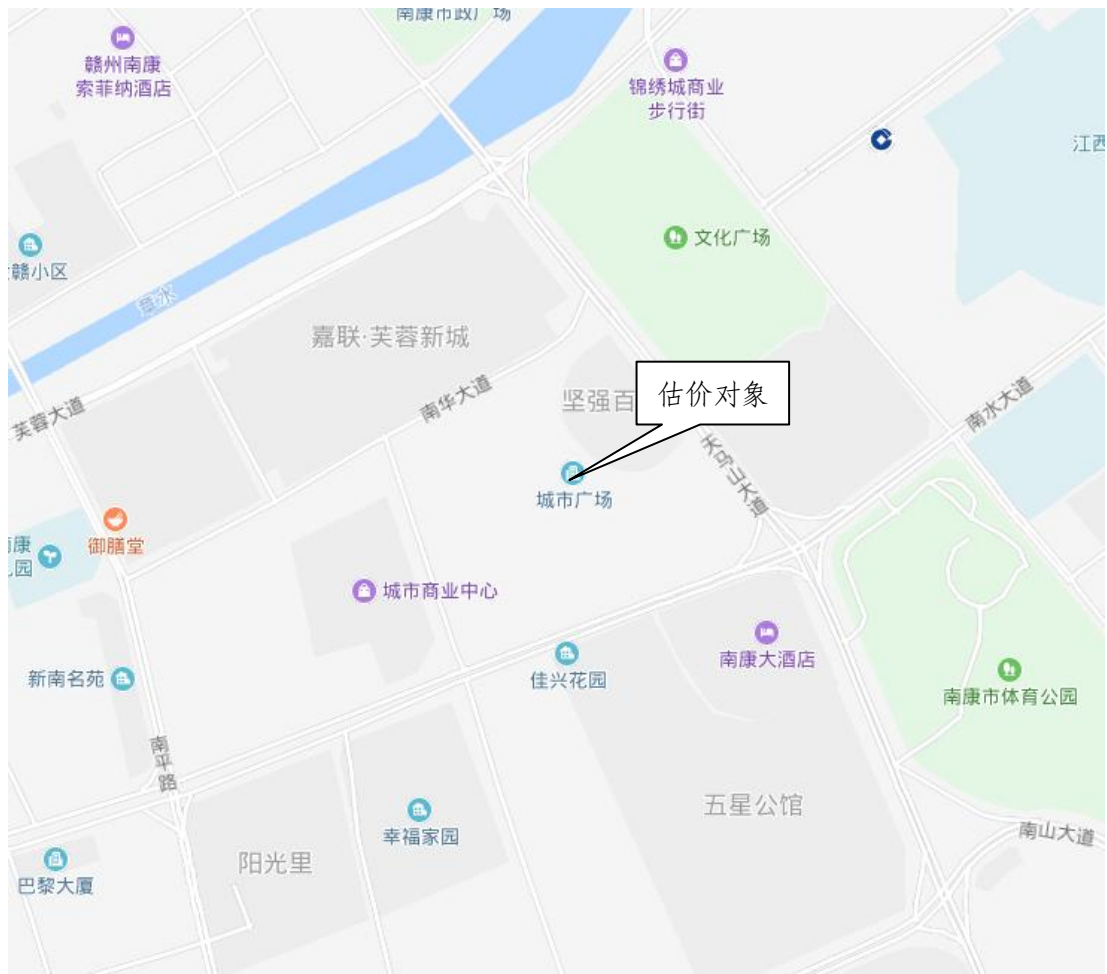 南康市政广场
赣州南康
索菲纳酒店
锦绣城商业
步行街
江西
文化广场
赣小区
章水
嘉联·芙蓉新城
坚强百
估价对象
南水大道
南华大道
芙蓉大道
天马山大道
城市广场
御膳堂
南康
园
城市商业中心
南康大酒店
佳兴花园
新南名苑
南康市体育公园
南平路
五星公馆
幸福家园
南山大道
阳光里
巴黎大厦